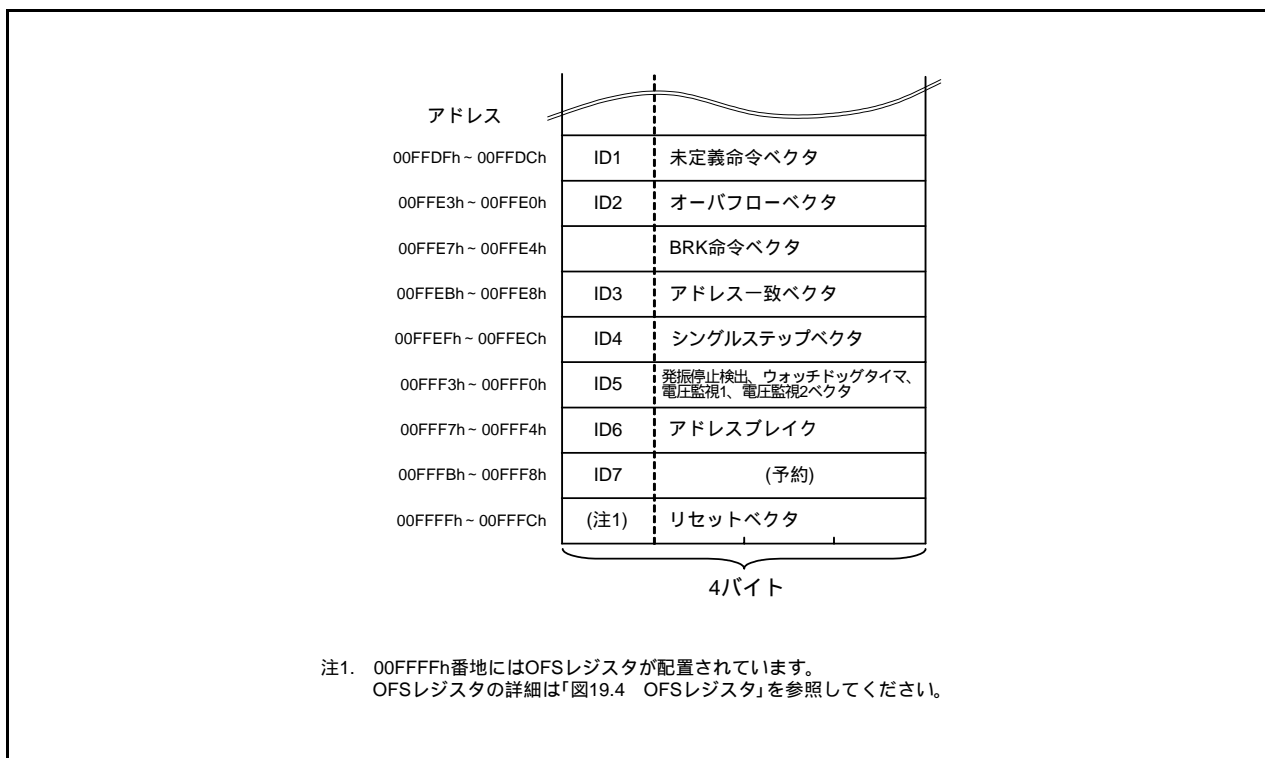 アドレス
00FFDFh ~ 00FFDCh ID1 未定義命令ベクタ
00FFE3h ~ 00FFE0h ID2 オーバフローベクタ
00FFE7h ~ 00FFE4h BRK命令ベクタ
00FFEBh ~ 00FFE8h ID3 アドレス一致ベクタ
00FFEFh ~ 00FFECh ID4 シングルステップベクタ
00FFF3h ~ 00FFF0h ID5 発振停止検出、ウォッチドッグタイマ、
電圧監視1、電圧監視2ベクタ
00FFF7h ~ 00FFF4h ID6 アドレスブレイク
00FFFBh ~ 00FFF8h ID7 (予約)
00FFFFh ~ 00FFFCh (注1) リセットベクタ
4バイト
注1. 00FFFFh番地にはOFSレジスタが配置されています。
OFSレジスタの詳細は「図19.4 OFSレジスタ」を参照してください。